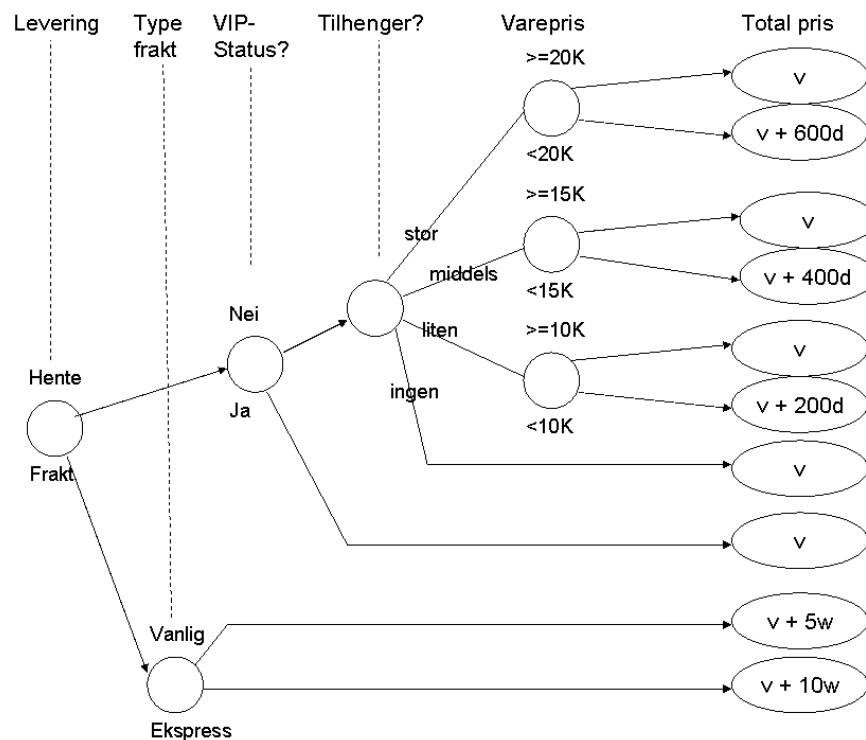 Levering
Type
frakt
VIP-
Status?
Tilhenger?
Varepris
Total pris
>=20K
v
v + 600d
<20K
>=15K
stor
v
middels
v + 400d
<15K
Nei
liten
>=10K
v
Hente
ingen
v + 200d
Ja
<10K
Frakt
v
v
Vanlig
v + 5w
v + 10w
Ekspress